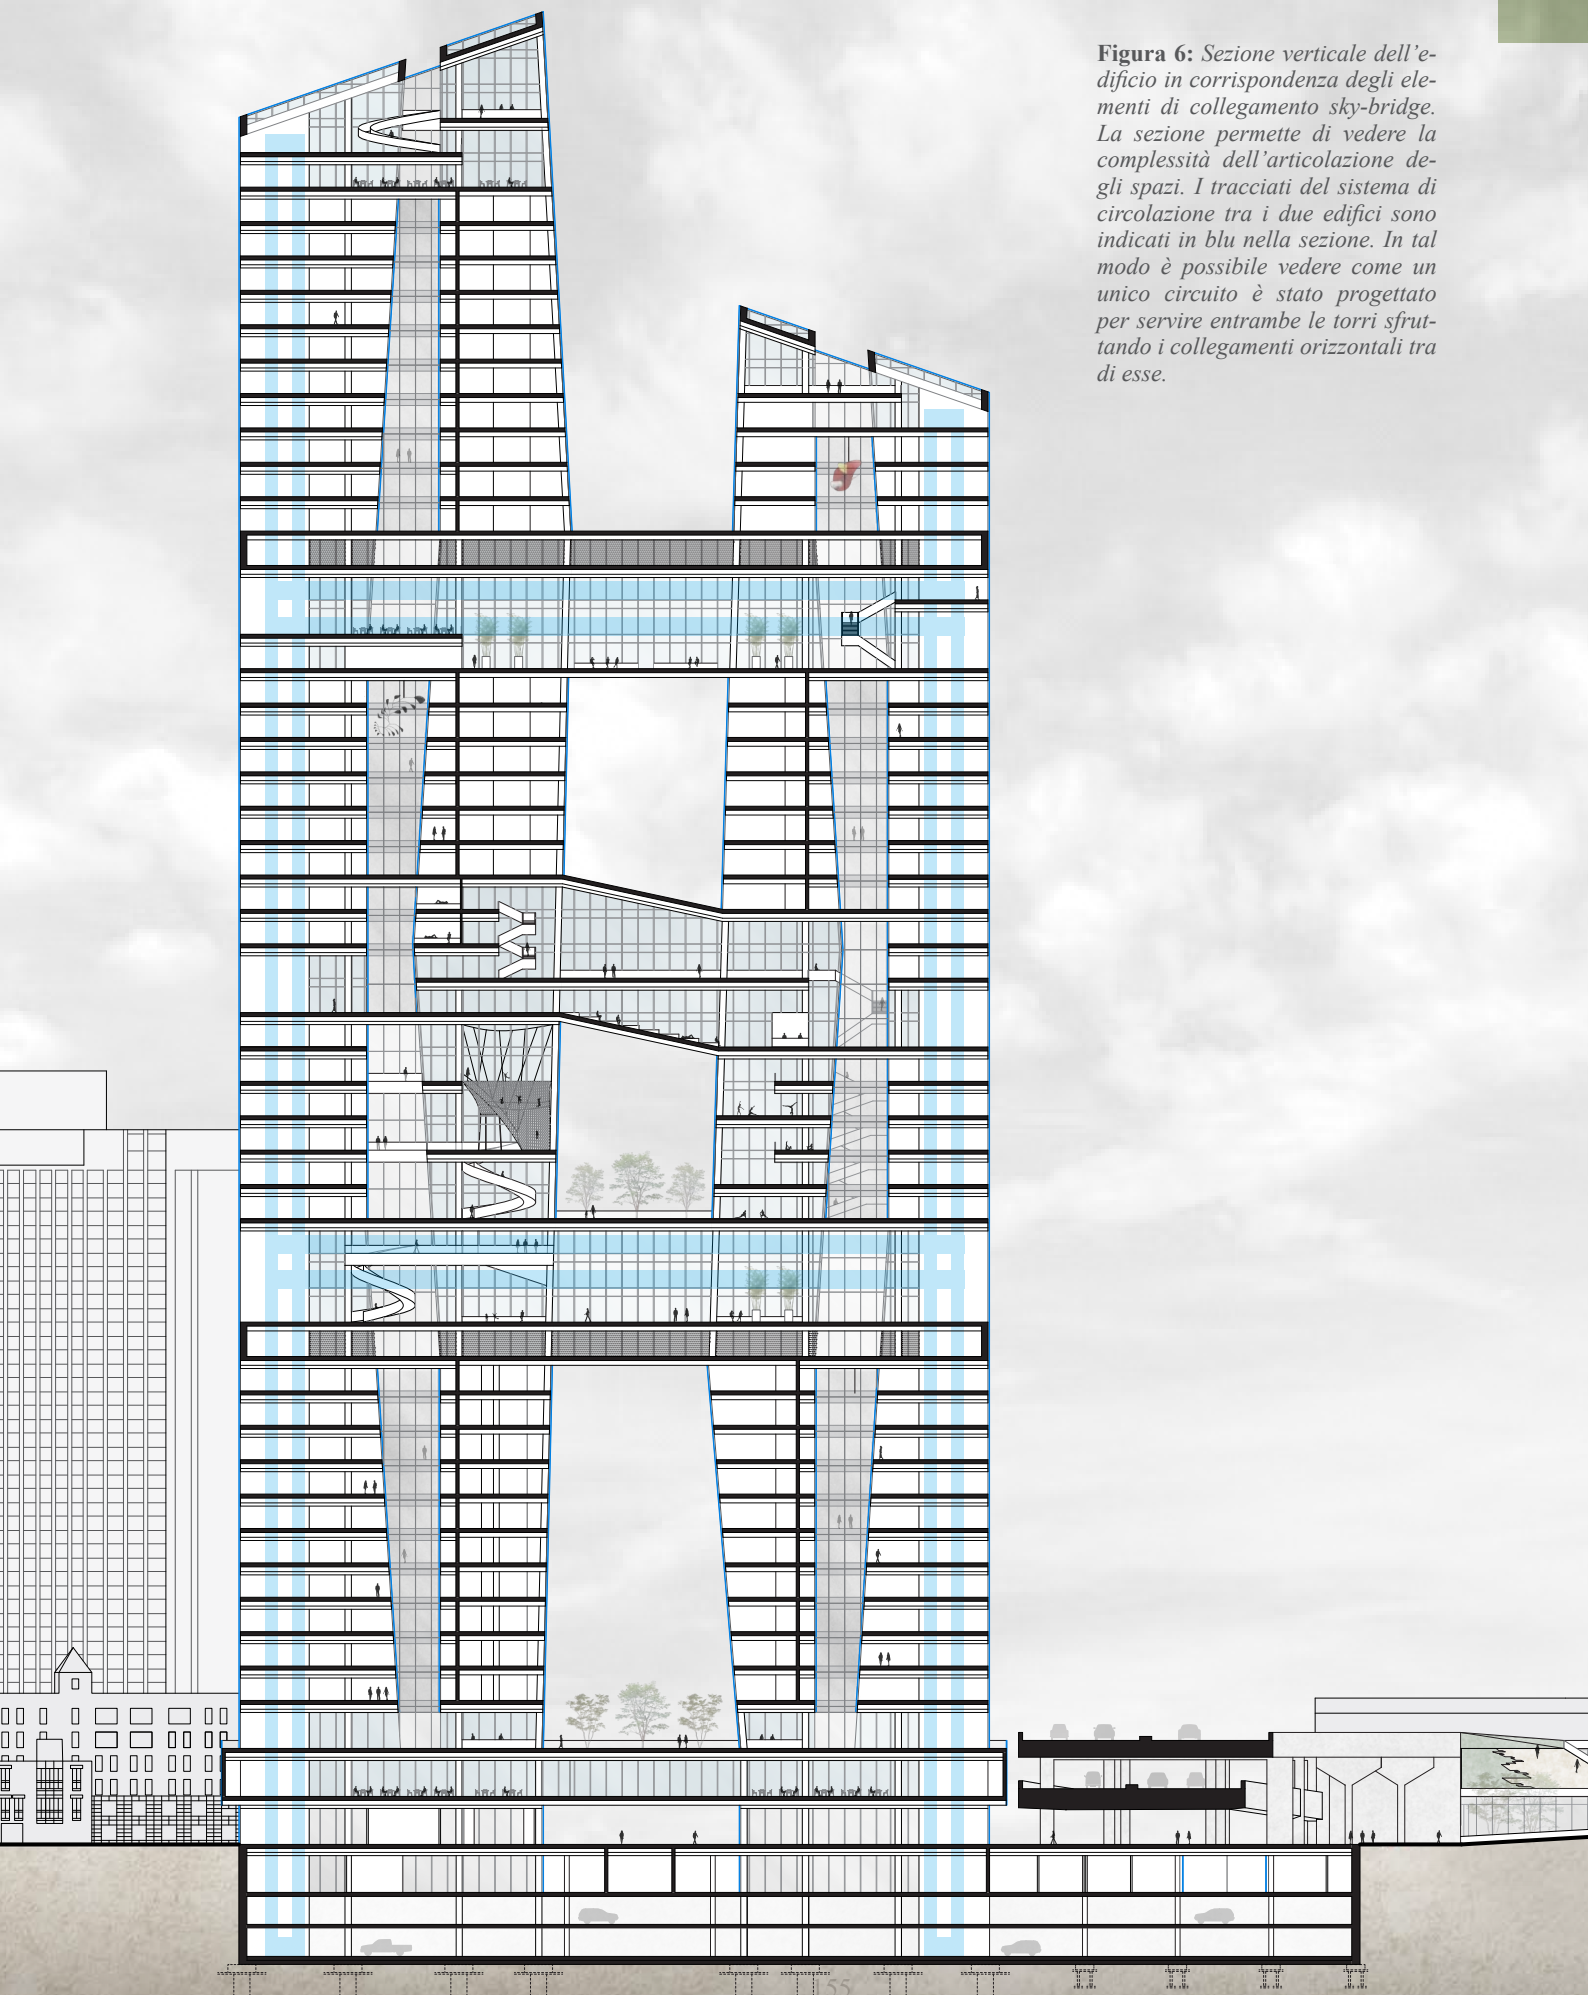 Figura 6: Sezione verticale dell'e-
dificio in corrispondenza degli ele-
menti di collegamento sky-bridge.
La sezione permette di vedere la
complessità dell'articolazione de-
gli spazi. I tracciati del sistema di
circolazione tra i due edifici sono
indicati in blu nella sezione. In tal
modo è possibile vedere come un
unico circuito è stato progettato
per servire entrambe le torri sfrut-
tando i collegamenti orizzontali tra
di esse.
55